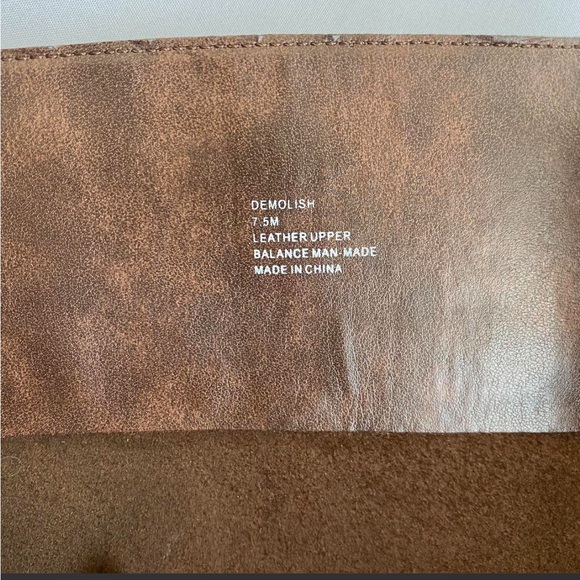 DEMOLISH
7.5M
LEATHER UPPER
BALANCE MAN-MADE
MADE IN CHINA